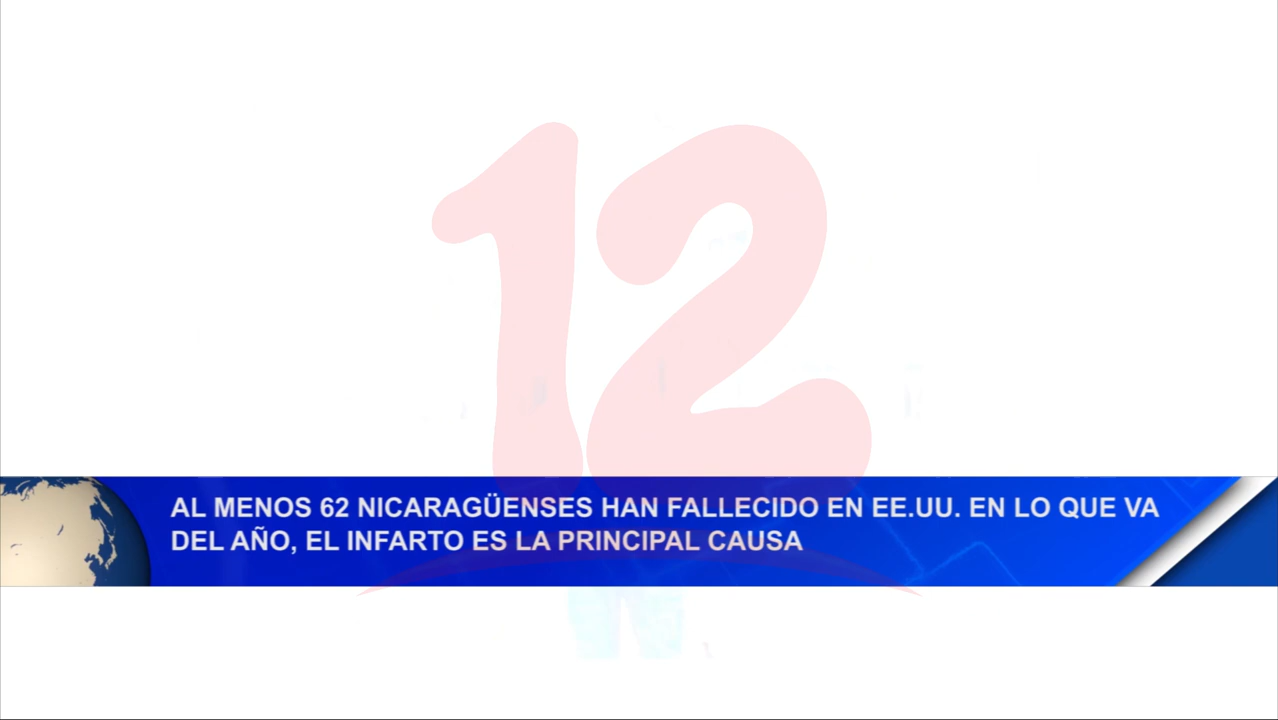 12
AL MENOS 62 NICARAGÜENSES HAN FALLECIDO EN EE.UU. EN LO QUE VA
DEL AÑO, EL INFARTO ES LA PRINCIPAL CAUSA